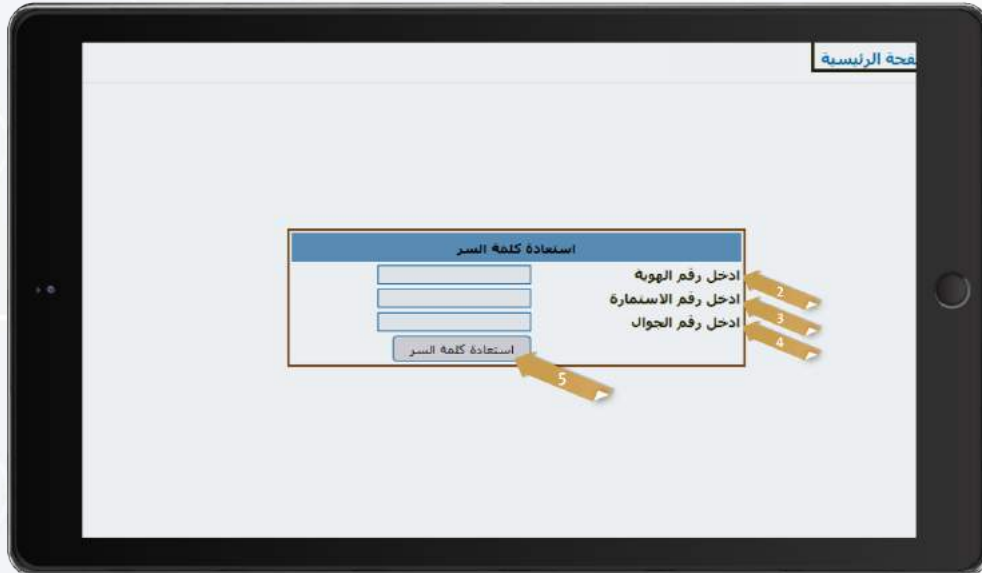 فحة الرئيسية
استعادة كلمة السر
ادخل رقم الهوية
2
ادخل رقم الاستمارة
3
ادخل رقم الجوال
4
استعادة كلمة السر
5